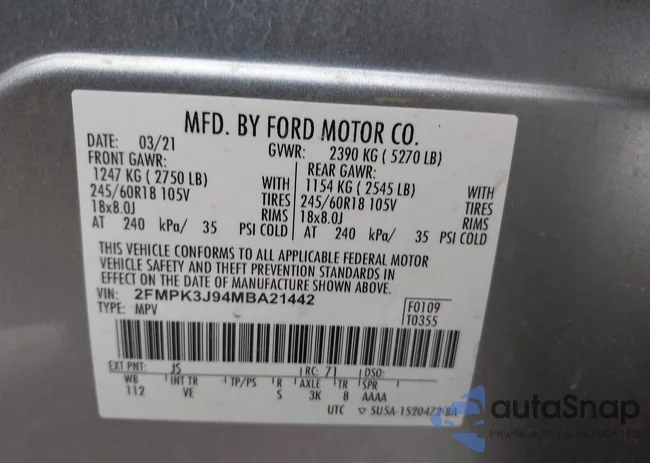 MFD. BY FORD MOTOR CO.
DATE: 03/21 GVWR: 2390 KG ( 5270 LB)
FRONT GAWR: REAR GAWR:
1247 KG ( 2750 LB) WITH 1154 KG ( 2545 LB) WITH
245/60R18 105V TIRES 245/60R18 105V TIRES
18x8.0J RIMS 18x8.0J RIMS
AT 240 kPa/ 35 PSI COLD AT 240 kPa/ 35 PSI COLD
THIS VEHICLE CONFORMS TO ALL APPLICABLE FEDERAL MOTOR
VEHICLE SAFETY AND THEFT PREVENTION STANDARDS IN
EFFECT ON THE DATE OF MANUFACTURE SHOWN ABOVE.
VIN: 2FMPK3J94MBA21442 F0109
TYPE: MPV T0355
EXT PNT: JS RC: 71 DSO:
WB INT TR TP/PS R AXLE TR SPR
112 VE S 3K 8 AAAA
UTC
autoSnap